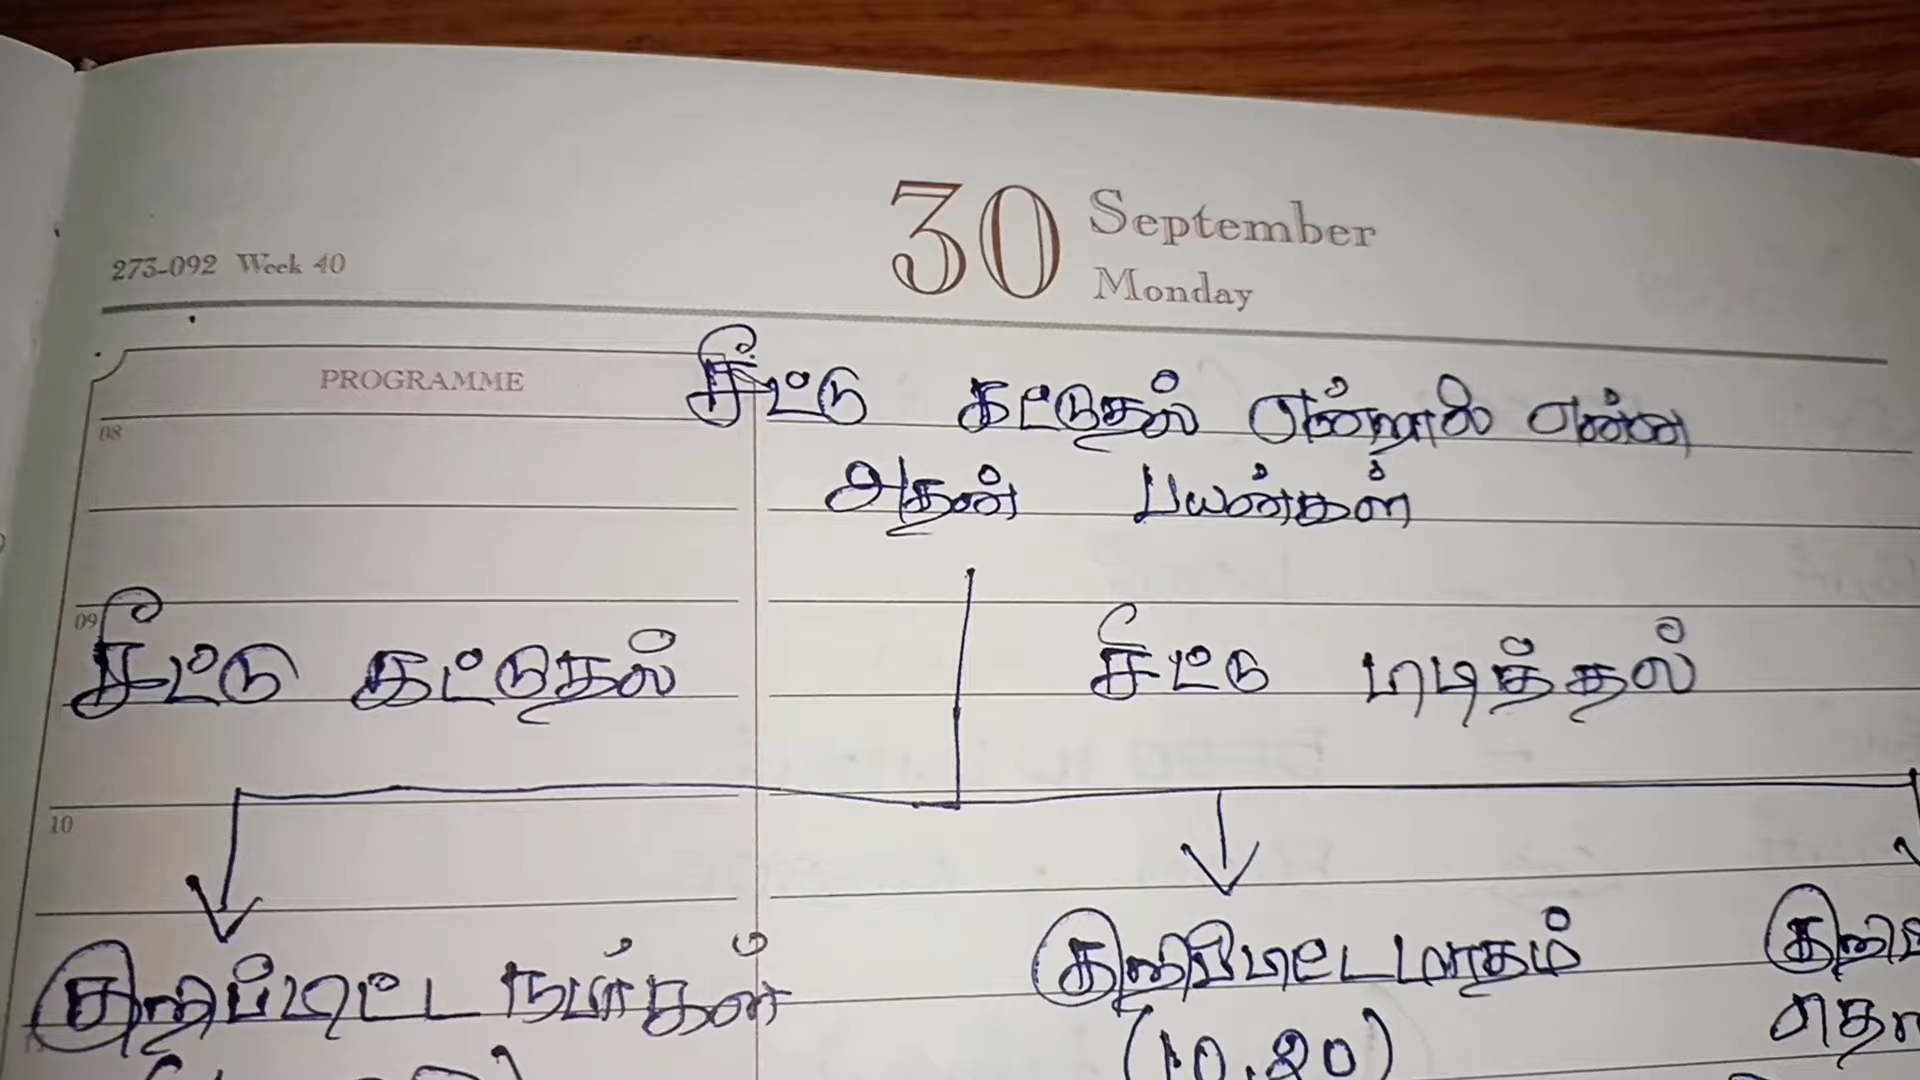 30 September
Monday
273-092 Week 40
PROGRAMME
சீட்டு கட்டுதல் என்றால் என்ன
08
அதன் பயன்கள்
09
சீட்டு கட்டுதல் சீட்டு பிடித்தல்
10
குறிப்பிட்ட நபர்கள் குறிப்பிட்ட மாதம்
(10,20)